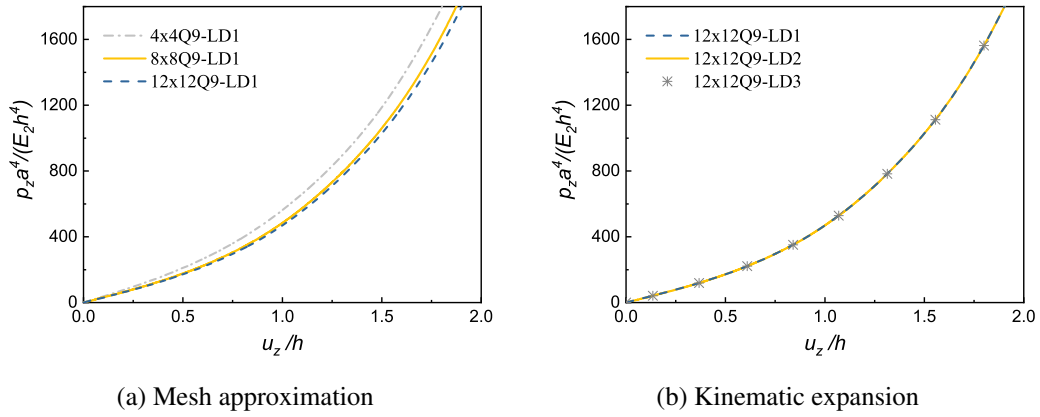 1600
1200
800
400
0
p_z a^4/(E_2h^4)
4x4Q9-LD1
8x8Q9-LD1
12x12Q9-LD1
0.0 0.5 1.0 1.5 2.0
u_z/h
(a) Mesh approximation
1600
1200
800
400
0
p_z a^4/(E_2h^4)
12x12Q9-LD1
12x12Q9-LD2
12x12Q9-LD3
0.0 0.5 1.0 1.5 2.0
u_z/h
(b) Kinematic expansion